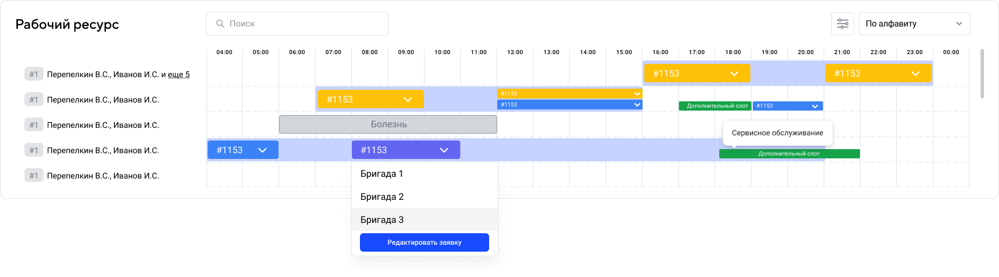 Рабочий ресурс
Поиск
По алфавиту
04:00 05:00 06:00 07:00 08:00 09:00 10:00 11:00 12:00 13:00 14:00 15:00 16:00 17:00 18:00 19:00 20:00 21:00 22:00 23:00 00:00
#1 Перепелкин В.С., Иванов И.С. и еще 5
#1153 #1153
#1 Перепелкин В.С., Иванов И.С.
#1153
#1153
#1153
Дополнительный слот #1153
#1 Перепелкин В.С., Иванов И.С.
Болезнь
Сервисное обслуживание
#1 Перепелкин В.С., Иванов И.С.
#1153 #1153
Дополнительный слот
#1 Перепелкин В.С., Иванов И.С.
Бригада 1
Бригада 2
Бригада 3
Редактировать заявку